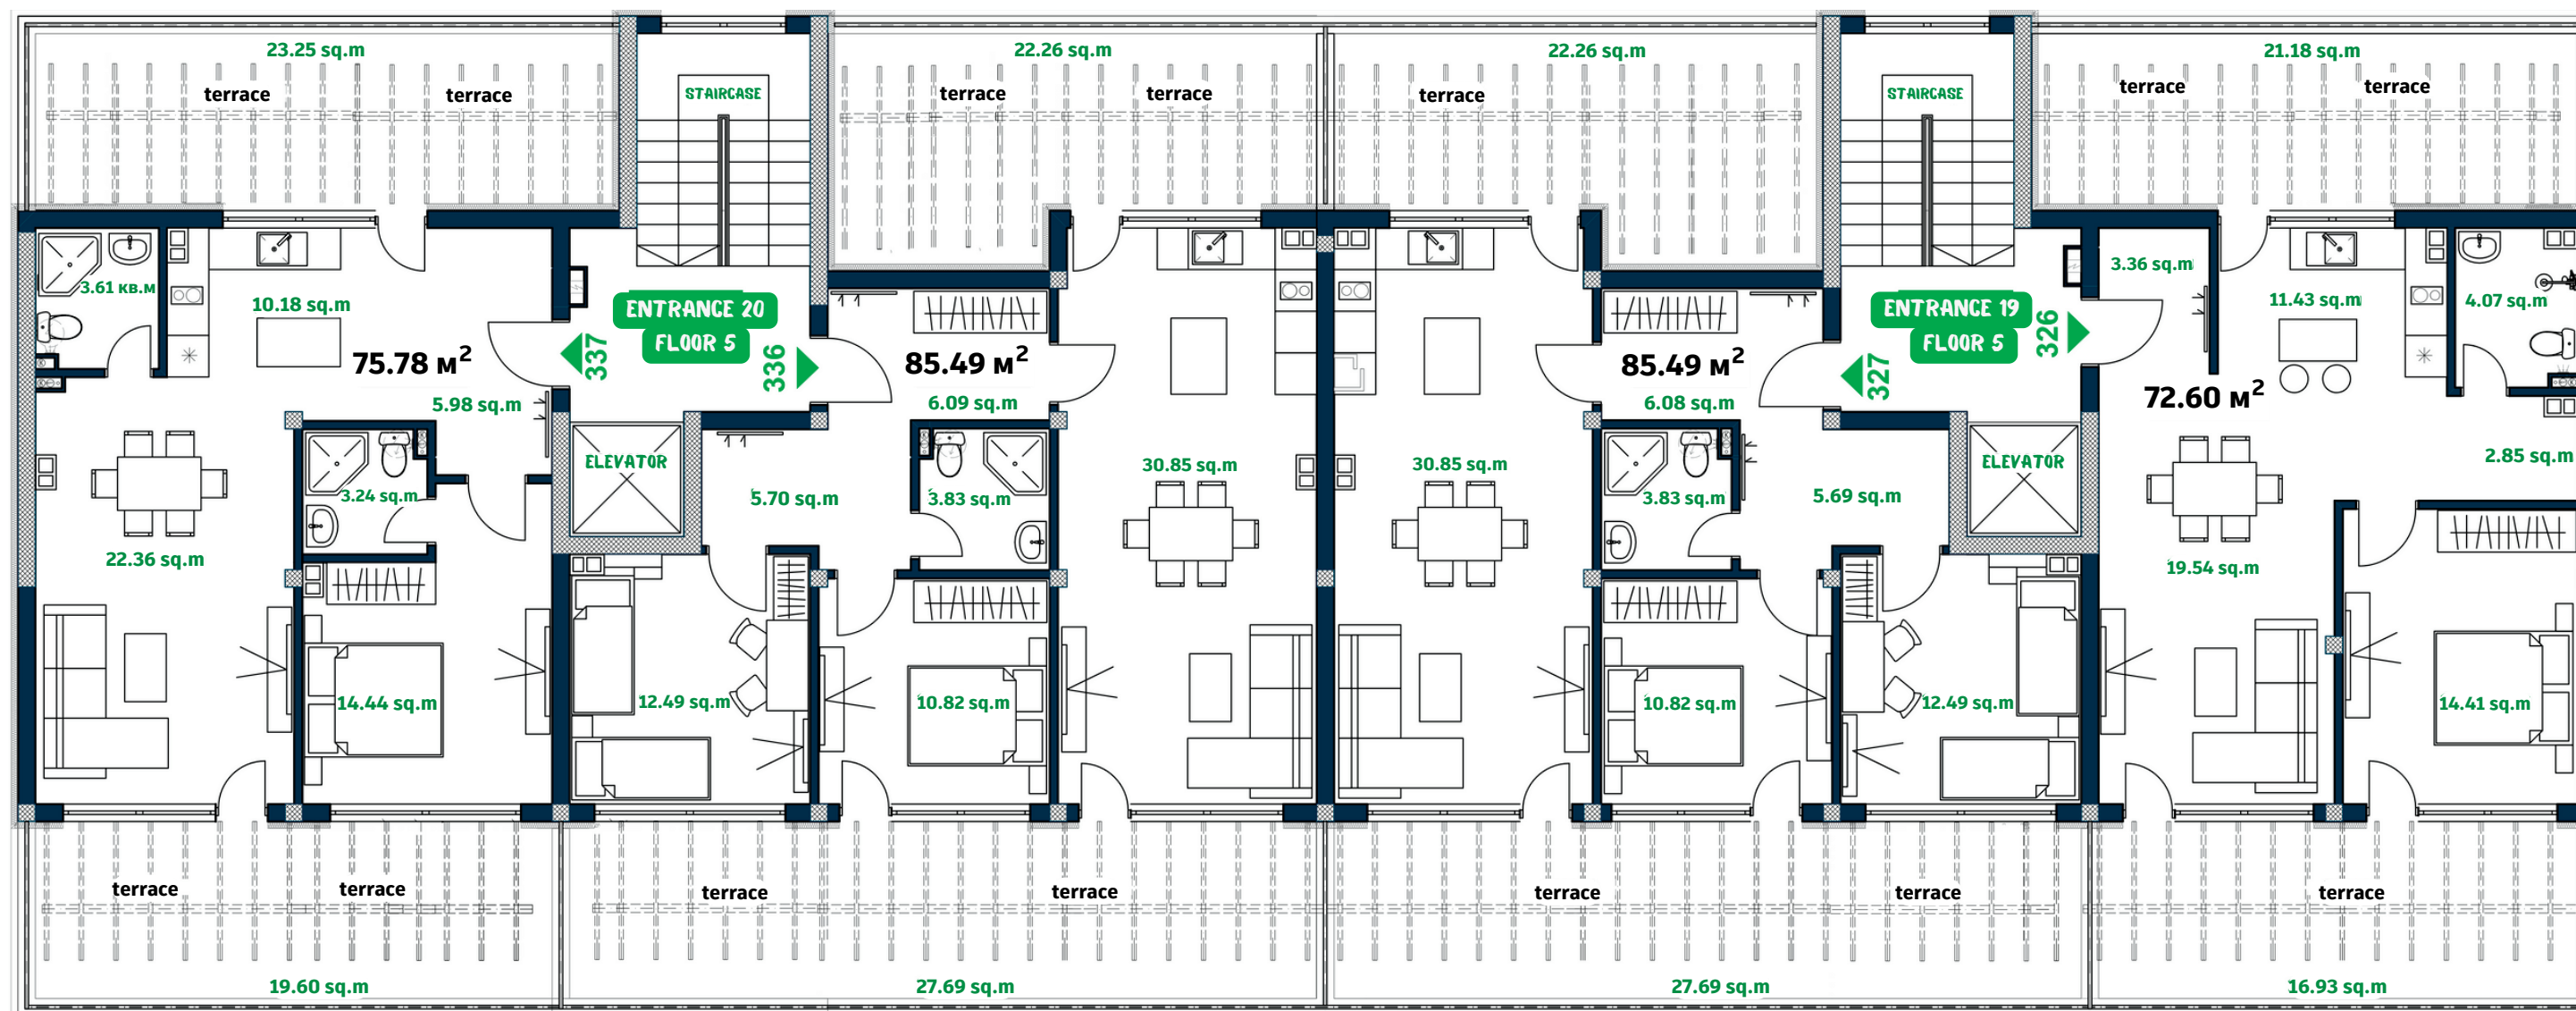 23.25 sq.m
terrace
terrace
STAIRCASE
22.26 sq.m
terrace
terrace
22.26 sq.m
terrace
STAIRCASE
21.18 sq.m
terrace
terrace
3.61 кв.м
10.18 sq.m
75.78 м²
5.98 sq.m
ENTRANCE 20
FLOOR 5
337
336
85.49 м²
6.09 sq.m
85.49 м²
6.08 sq.m
ENTRANCE 19
FLOOR 5
327
326
3.36 sq.m
11.43 sq.m
4.07 sq.m
72.60 м²
22.36 sq.m
3.24 sq.m
ELEVATOR
5.70 sq.m
3.83 sq.m
30.85 sq.m
30.85 sq.m
3.83 sq.m
5.69 sq.m
ELEVATOR
19.54 sq.m
2.85 sq.m
14.44 sq.m
12.49 sq.m
10.82 sq.m
10.82 sq.m
12.49 sq.m
14.41 sq.m
terrace
terrace
terrace
terrace
terrace
terrace
terrace
19.60 sq.m
27.69 sq.m
27.69 sq.m
16.93 sq.m